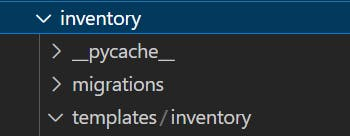 inventory
__pycache__
migrations
templates/inventory